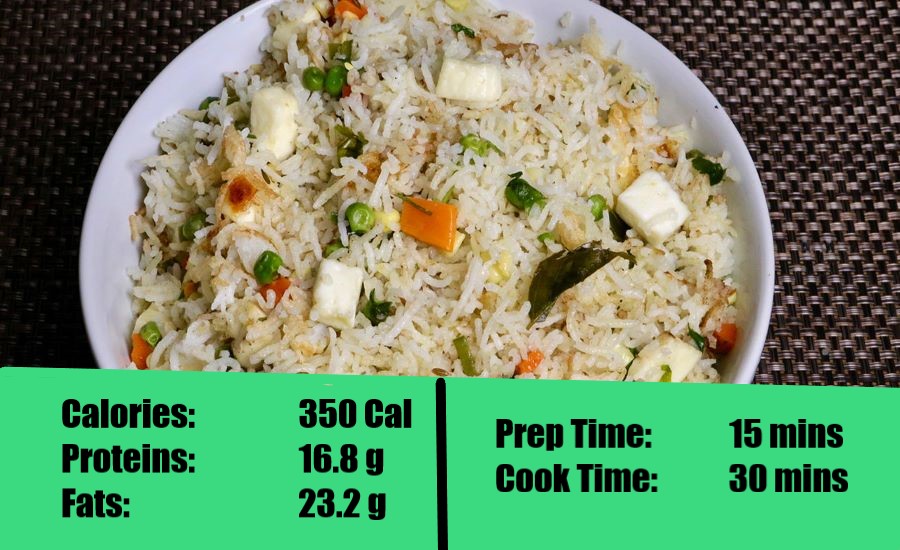 Calories: 350 Cal
Proteins: 16.8 g
Fats: 23.2 g
Prep Time: 15 mins
Cook Time: 30 mins